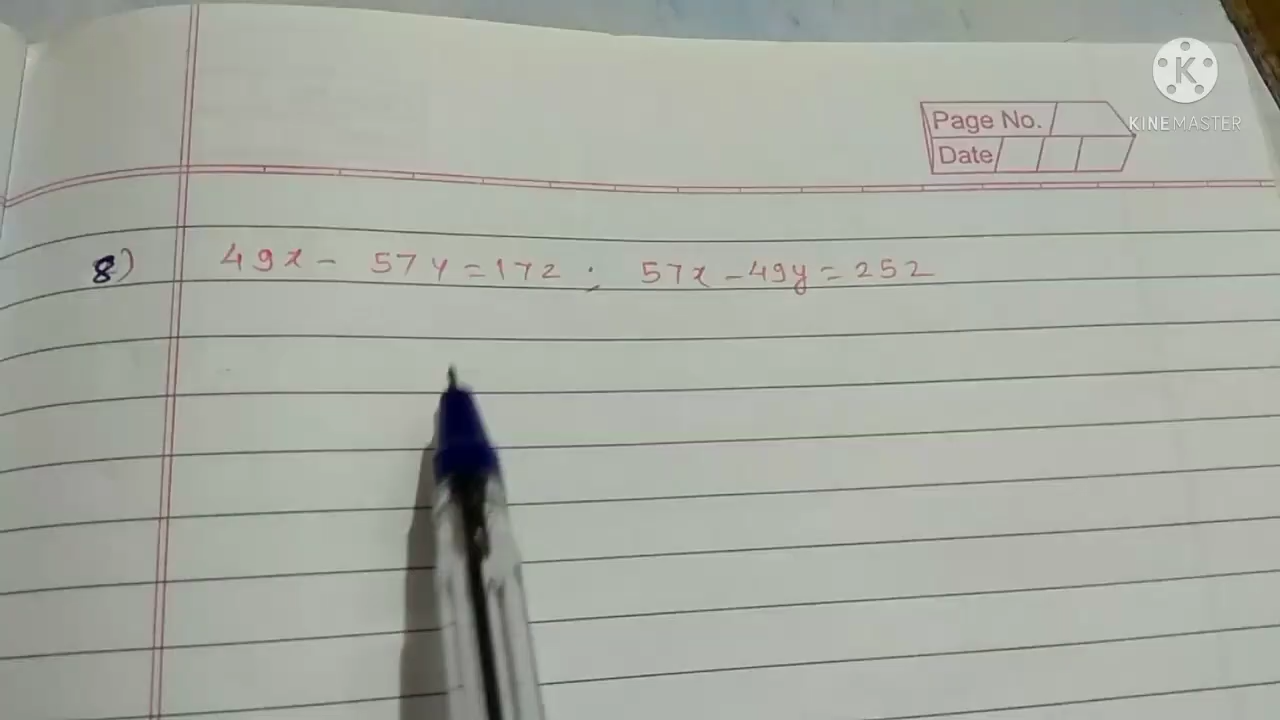 K
KINEMASTER
Page No.
Date
8) 49x - 57y = 172 ; 57x - 49y = 252